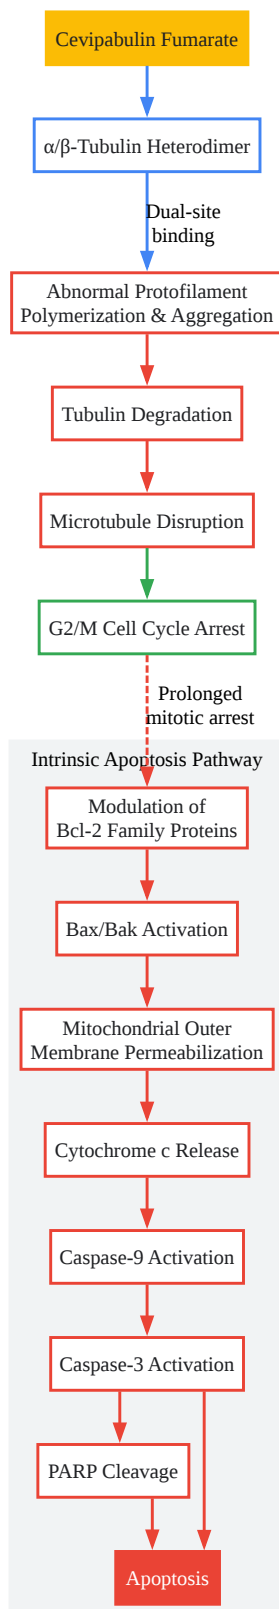 Cevipabulin Fumarate
α/β-Tubulin Heterodimer
Dual-site
binding
Abnormal Protofilament
Polymerization & Aggregation
Tubulin Degradation
Microtubule Disruption
G2/M Cell Cycle Arrest
Prolonged
mitotic arrest
Intrinsic Apoptosis Pathway
Modulation of
Bcl-2 Family Proteins
Bax/Bak Activation
Mitochondrial Outer
Membrane Permeabilization
Cytochrome c Release
Caspase-9 Activation
Caspase-3 Activation
PARP Cleavage
Apoptosis